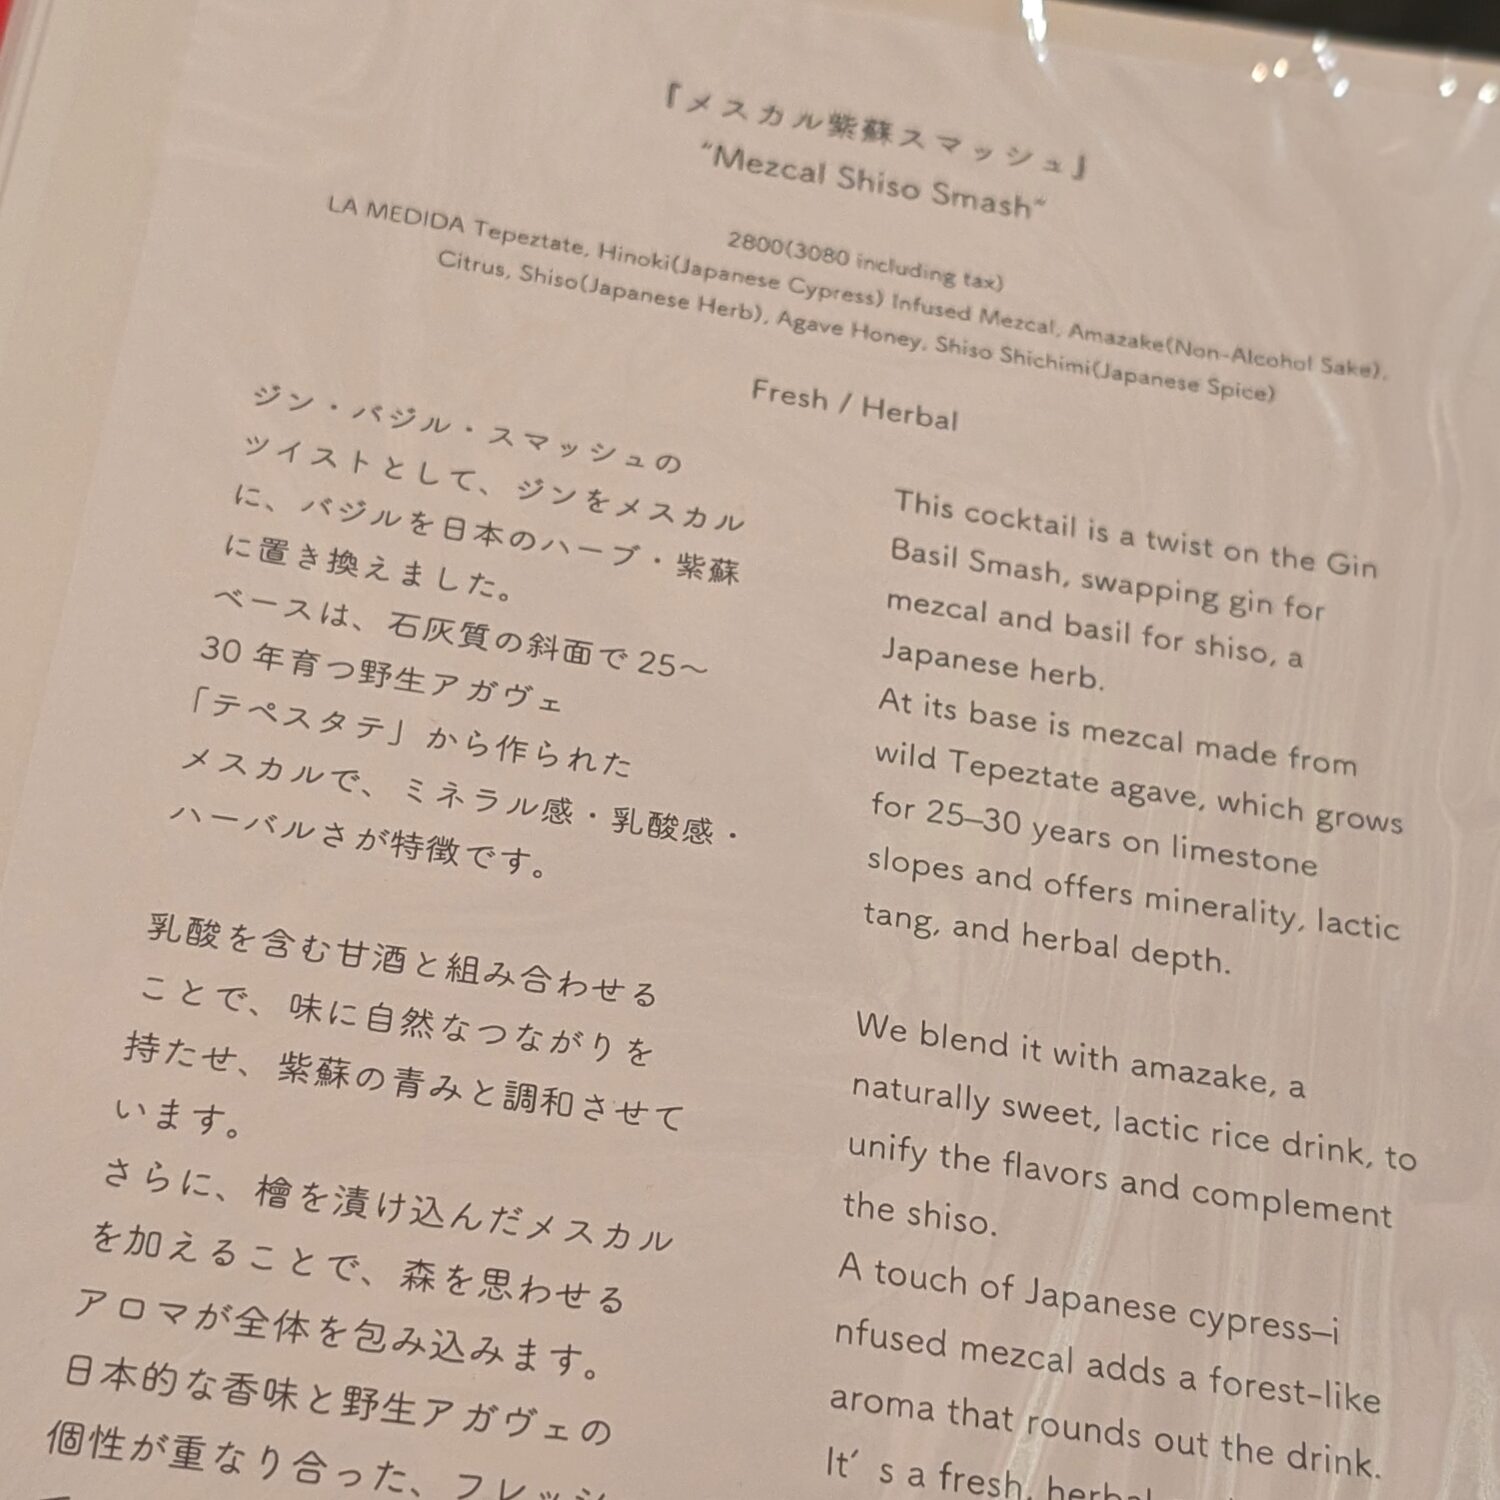 『メスカル紫蘇スマッシュ』
“Mezcal Shiso Smash“
2800(3080 including tax)
LA MEDIDA Tepeztate, Hinoki(Japanese Cypress) Infused Mezcal, Amazake(Non-Alcohol Sake),
Citrus, Shiso(Japanese Herb), Agave Honey, Shiso Shichimi(Japanese Spice)
Fresh / Herbal
ジン・バジル・スマッシュの
ツイストとして、ジンをメスカル
に、バジルを日本のハーブ・紫蘇
に置き換えました。
ベースは、石灰質の斜面で25〜
30年育つ野生アガヴェ
「テペスタテ」から作られた
メスカルで、ミネラル感・乳酸感・
ハーバルさが特徴です。
乳酸を含む甘酒と組み合わせる
ことで、味に自然なつながりを
持たせ、紫蘇の青みと調和させて
います。
さらに、檜を漬け込んだメスカル
を加えることで、森を思わせる
アロマが全体を包み込みます。
日本的な香味と野生アガヴェの
個性が重なり合った、フレッシ
This cocktail is a twist on the Gin
Basil Smash, swapping gin for
mezcal and basil for shiso, a
Japanese herb.
At its base is mezcal made from
wild Tepeztate agave, which grows
for 25–30 years on limestone
slopes and offers minerality, lactic
tang, and herbal depth.
We blend it with amazake, a
naturally sweet, lactic rice drink, to
unify the flavors and complement
the shiso.
A touch of Japanese cypress–i
nfused mezcal adds a forest-like
aroma that rounds out the drink.
It’ s a fresh, herbal